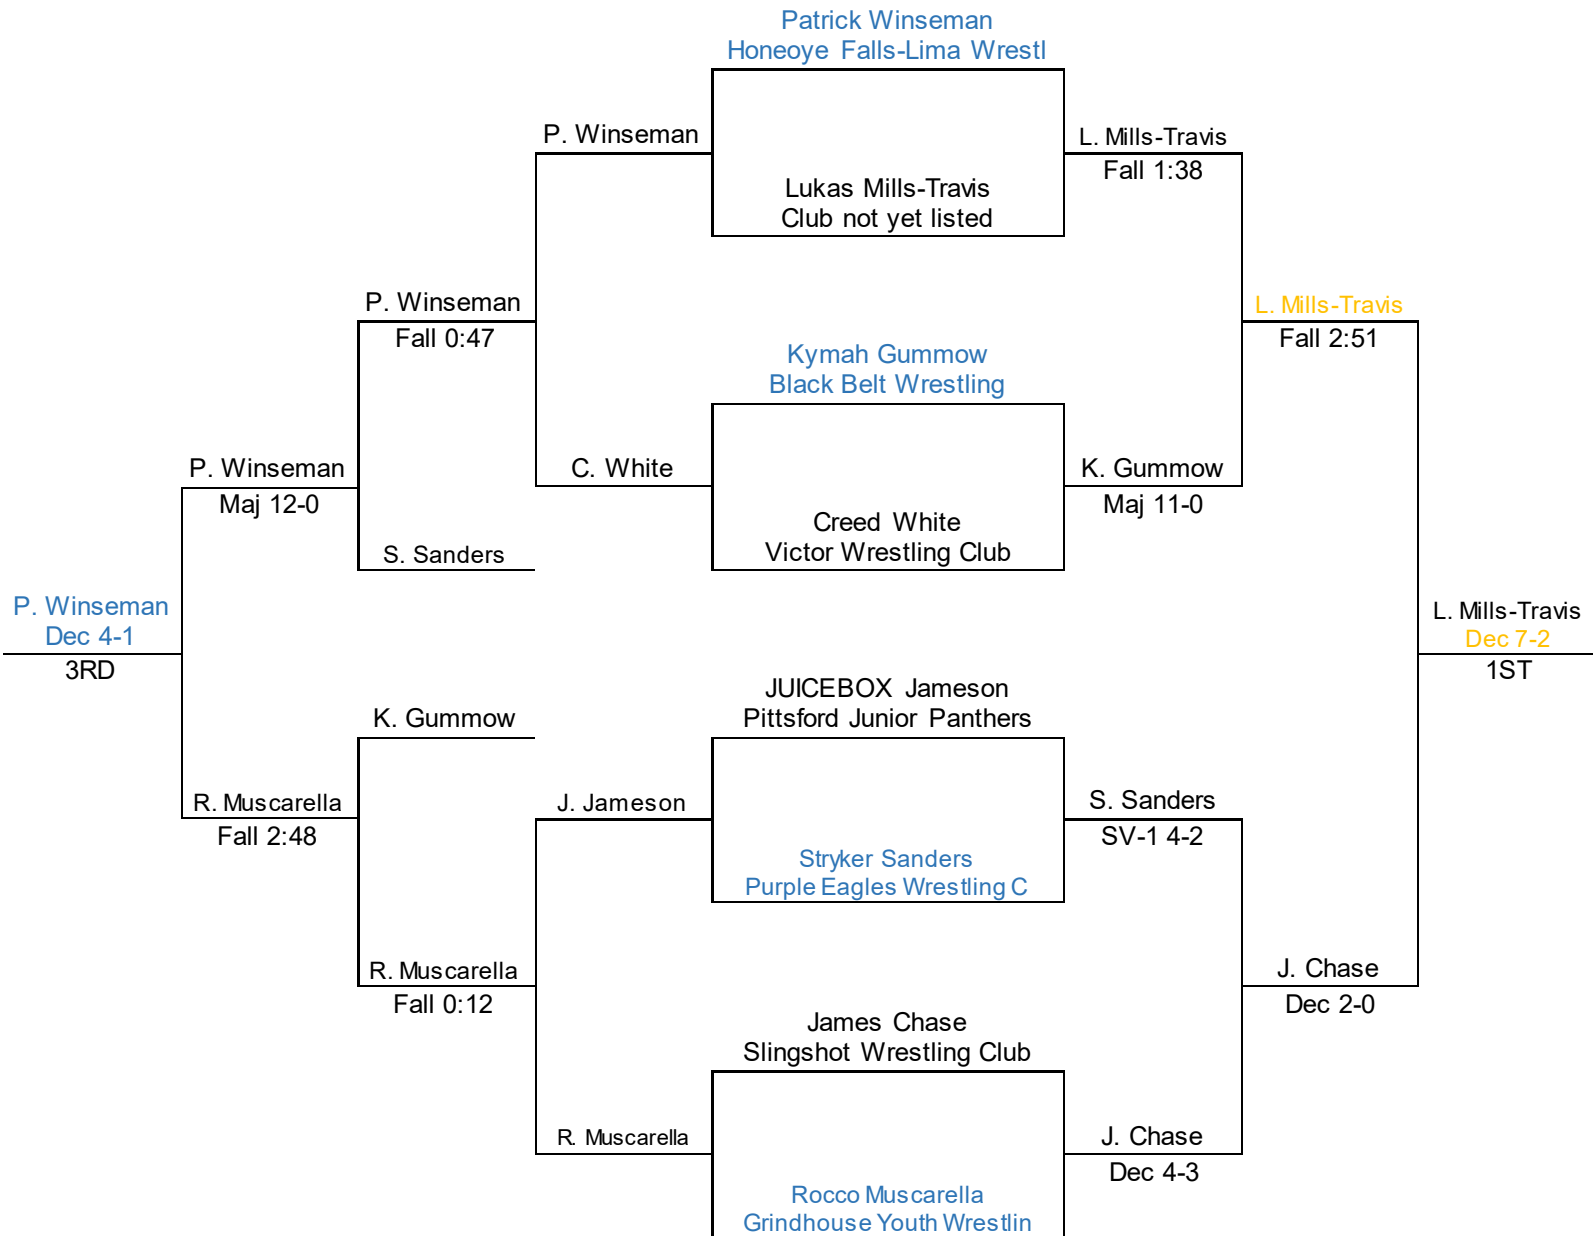 Patrick Winseman
Honeoye Falls-Lima Wrestl
P. Winseman
L. Mills-Travis
Fall 1:38
Lukas Mills-Travis
Club not yet listed
P. Winseman
Fall 0:47
L. Mills-Travis
Fall 2:51
Kymah Gummow
Black Belt Wrestling
P. Winseman
Maj 12-0
C. White
K. Gummow
Maj 11-0
Creed White
Victor Wrestling Club
S. Sanders
P. Winseman
Dec 4-1
3RD
L. Mills-Travis
Dec 7-2
1ST
JUICEBOX Jameson
Pittsford Junior Panthers
K. Gummow
R. Muscarella
Fall 2:48
J. Jameson
S. Sanders
SV-1 4-2
Stryker Sanders
Purple Eagles Wrestling C
R. Muscarella
Fall 0:12
J. Chase
Dec 2-0
James Chase
Slingshot Wrestling Club
R. Muscarella
J. Chase
Dec 4-3
Rocco Muscarella
Grindhouse Youth Wrestlin